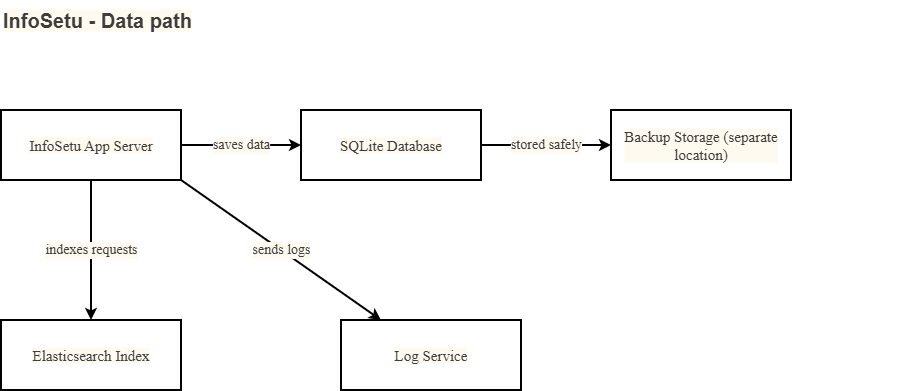 InfoSetu - Data path
InfoSetu App Server
saves data
SQLite Database
stored safely
Backup Storage (separate
location)
indexes requests
sends logs
Elasticsearch Index
Log Service